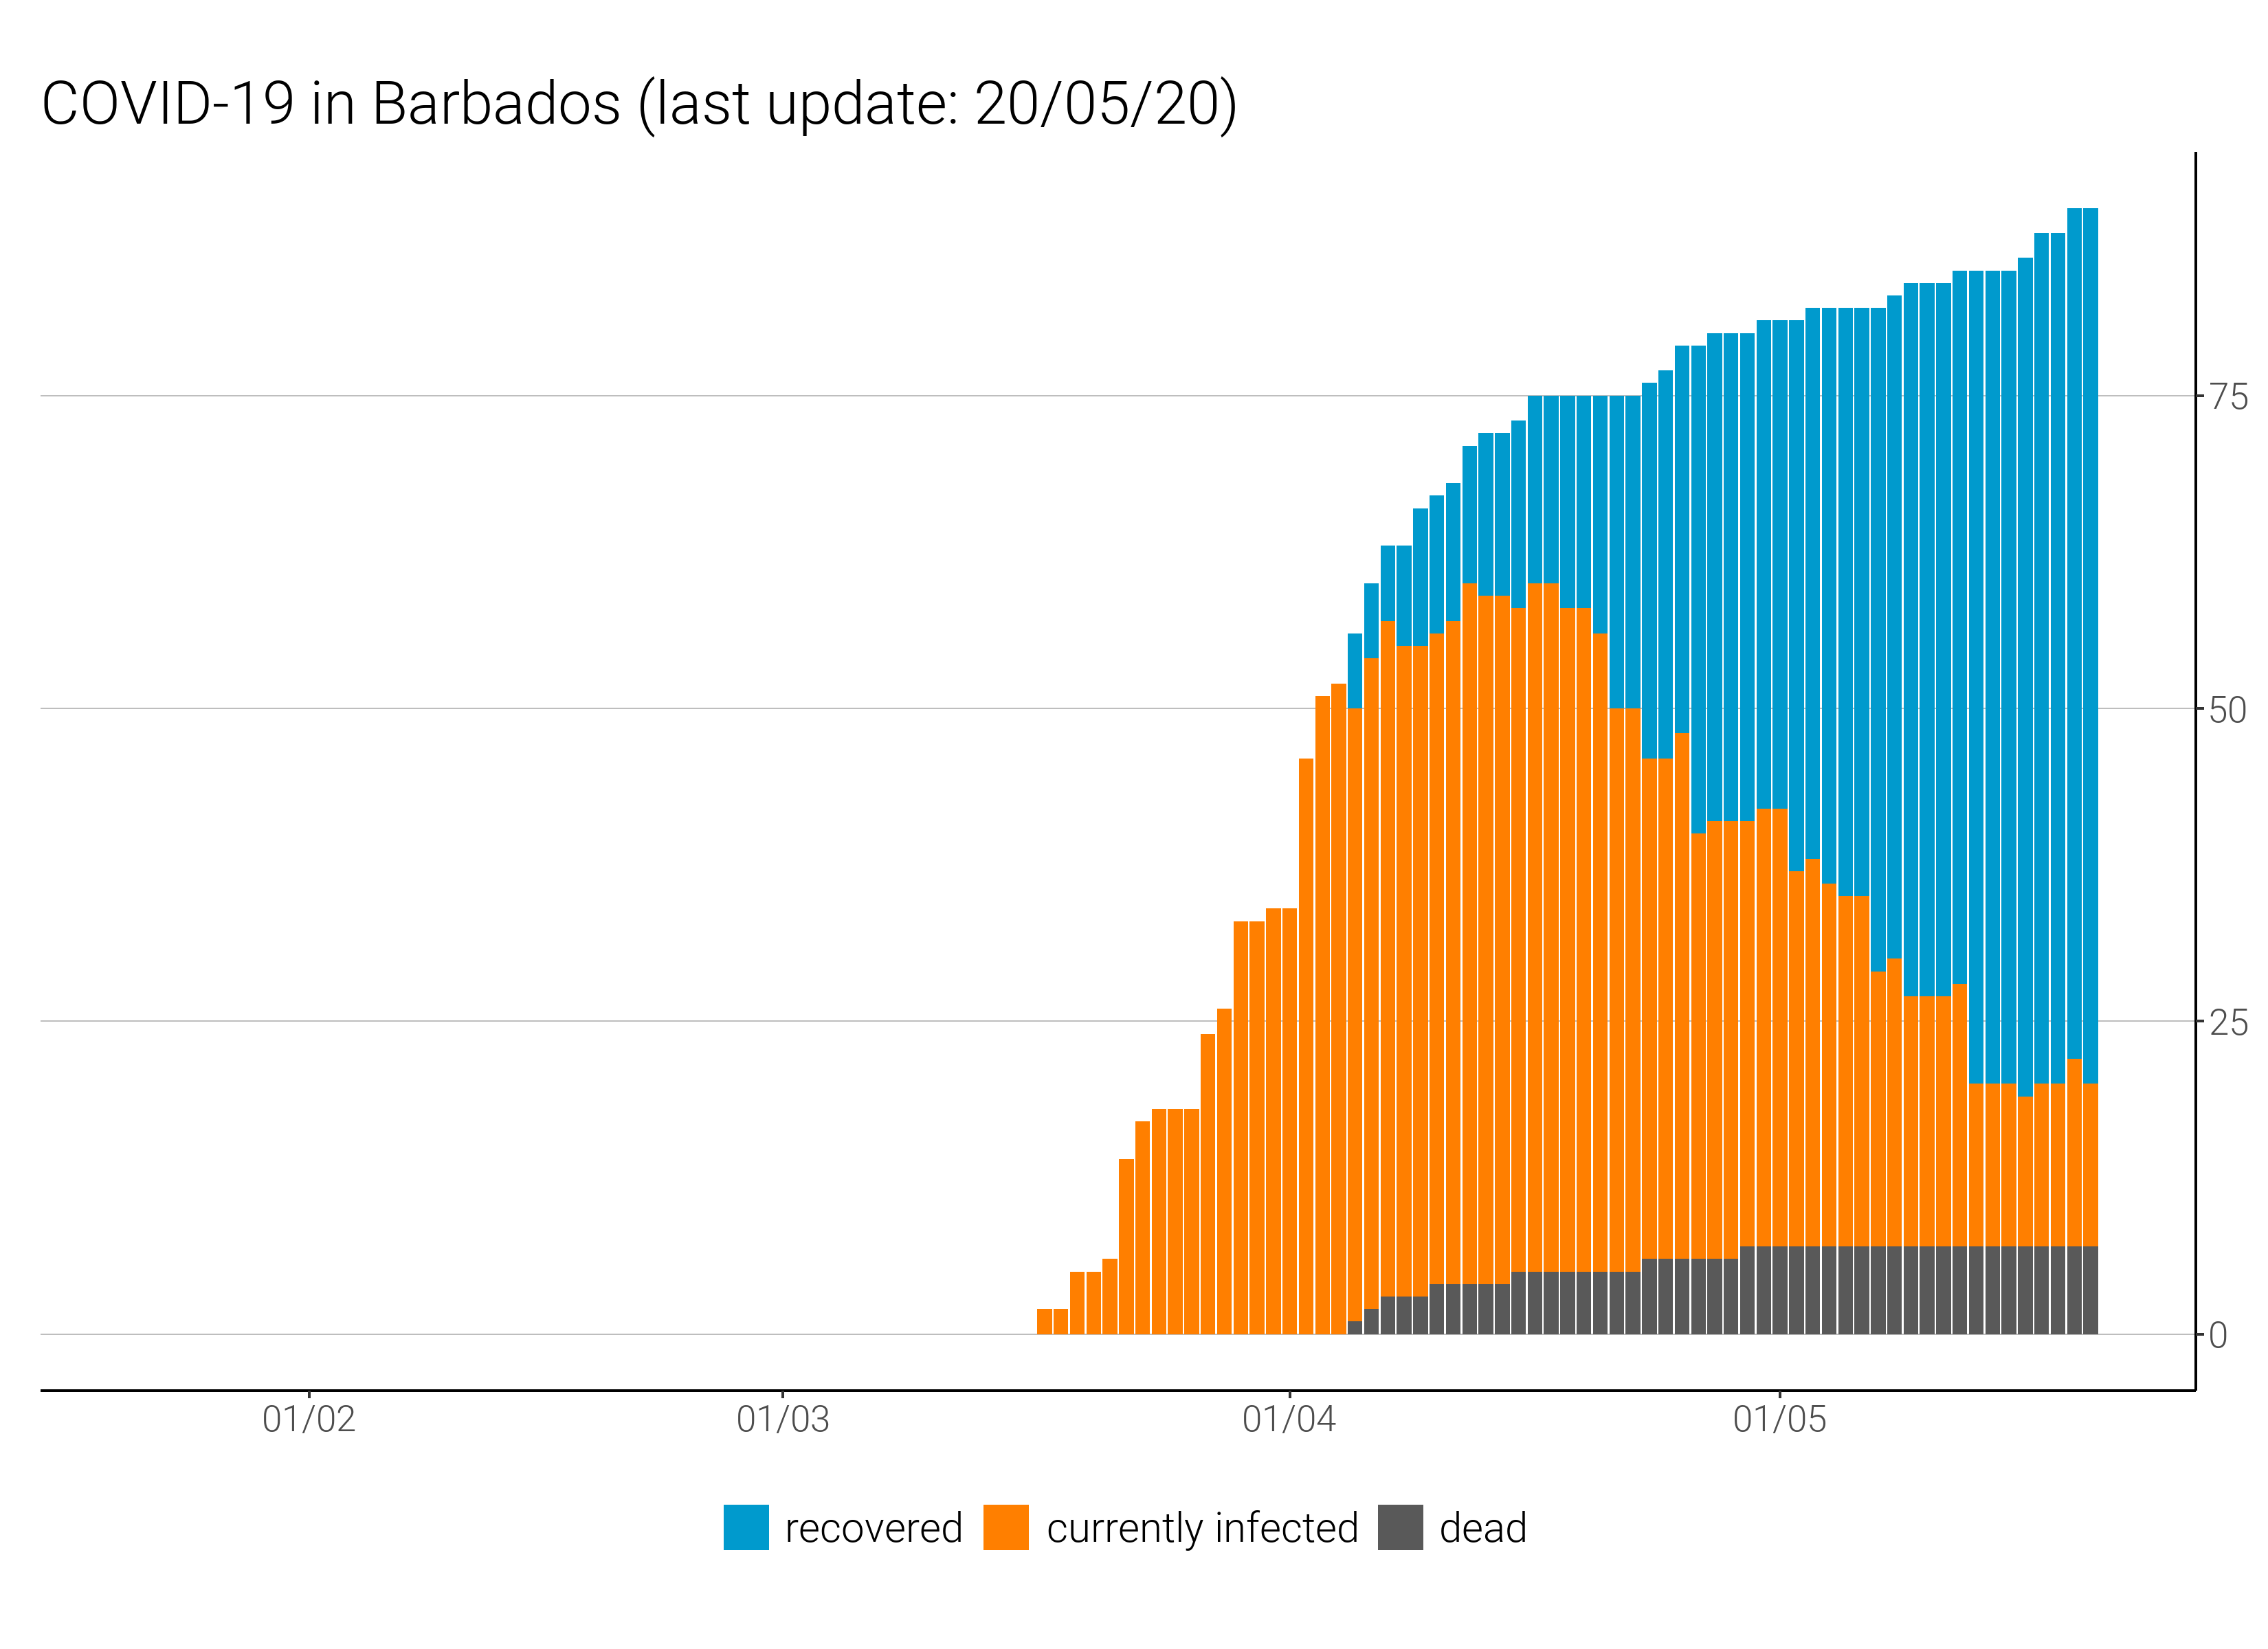 COVID-19 in Barbados (last update: 20/05/20)
75
50
25
0
01/02 01/03 01/04 01/05
recovered currently infected dead